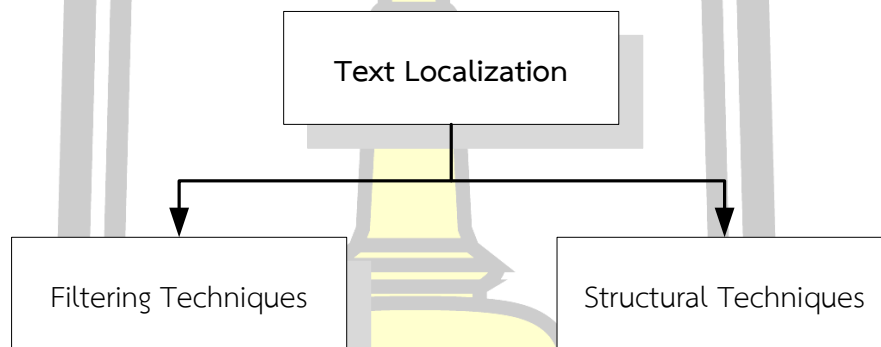 Text Localization
Filtering Techniques
Structural Techniques